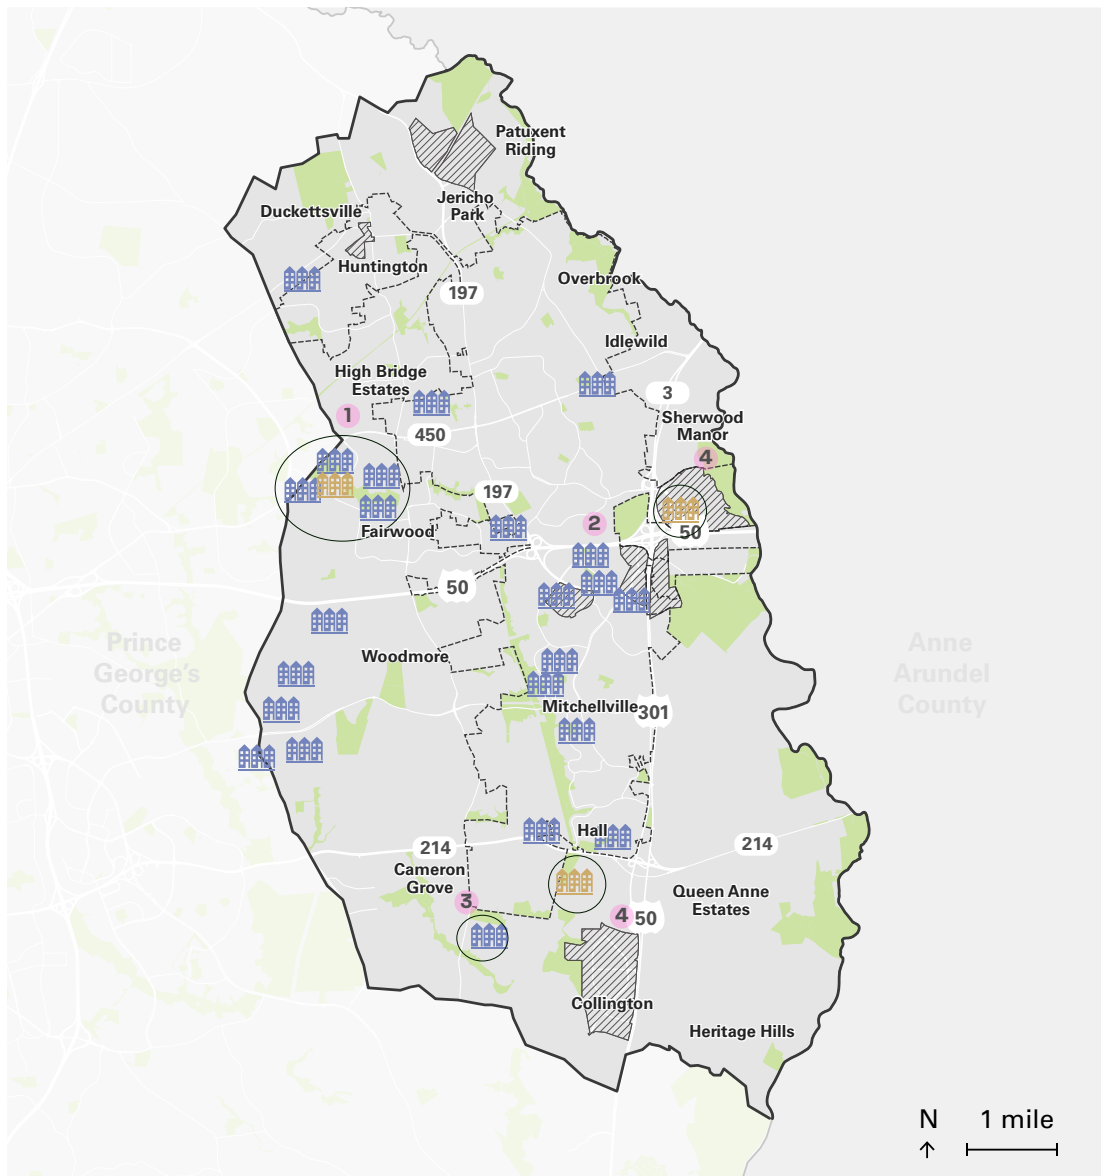 Patuxent
Riding
Duckettsville
Jericho
Park
Huntington
Overbrook
197
Idlewild
High Bridge
Estates
3
1
Sherwood
Manor
450
4
197
2
Fairwood
50
50
Prince
George's
County
Woodmore
Anne
Arundel
County
Mitchellville
301
Hall
214
214
Cameron
Grove
Queen Anne
Estates
3
4
50
Collington
Heritage Hills
N
1 mile